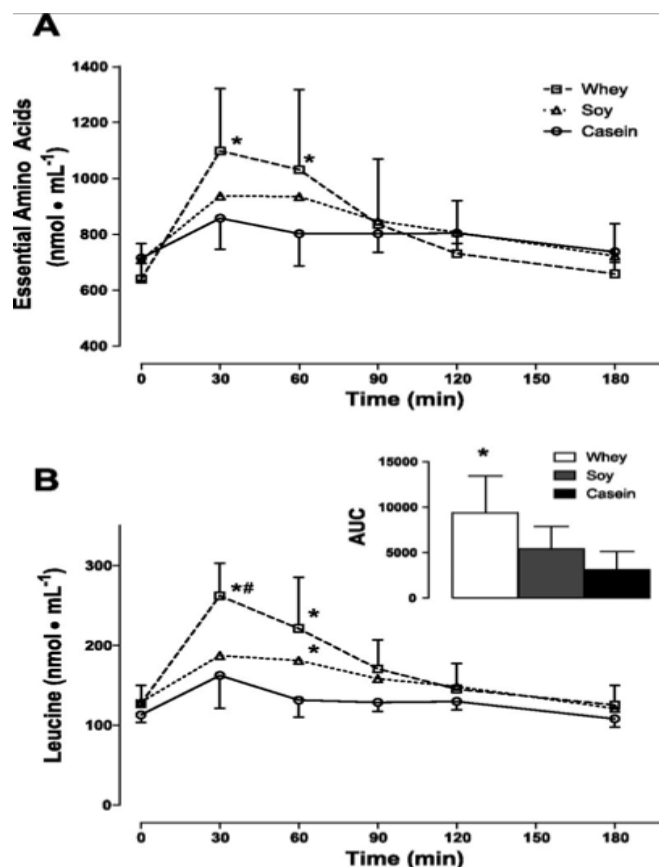 A
Essential Amino Acids
(nmol • mL-1)
1400
1200
1000
800
600
400
Whey
Soy
Casein
*
*
0
30
60
90
120
150
180
Time (min)
B
Leucine (nmol • mL-1)
300
200
100
0
*#
*
*
AUC
15000
10000
5000
0
*
Whey
Soy
Casein
0
30
60
90
120
150
180
Time (min)